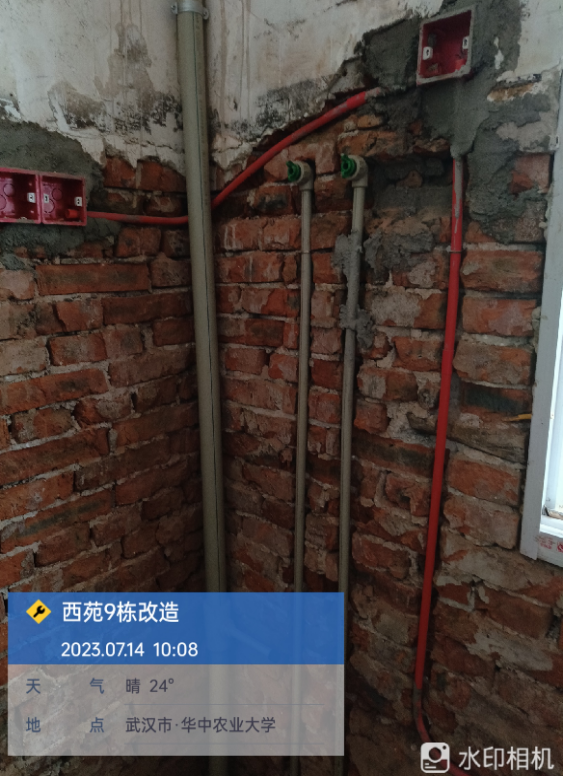 西苑9栋改造
2023.07.14 10:08
天 气 晴 24°
地 点 武汉市·华中农业大学
水印相机